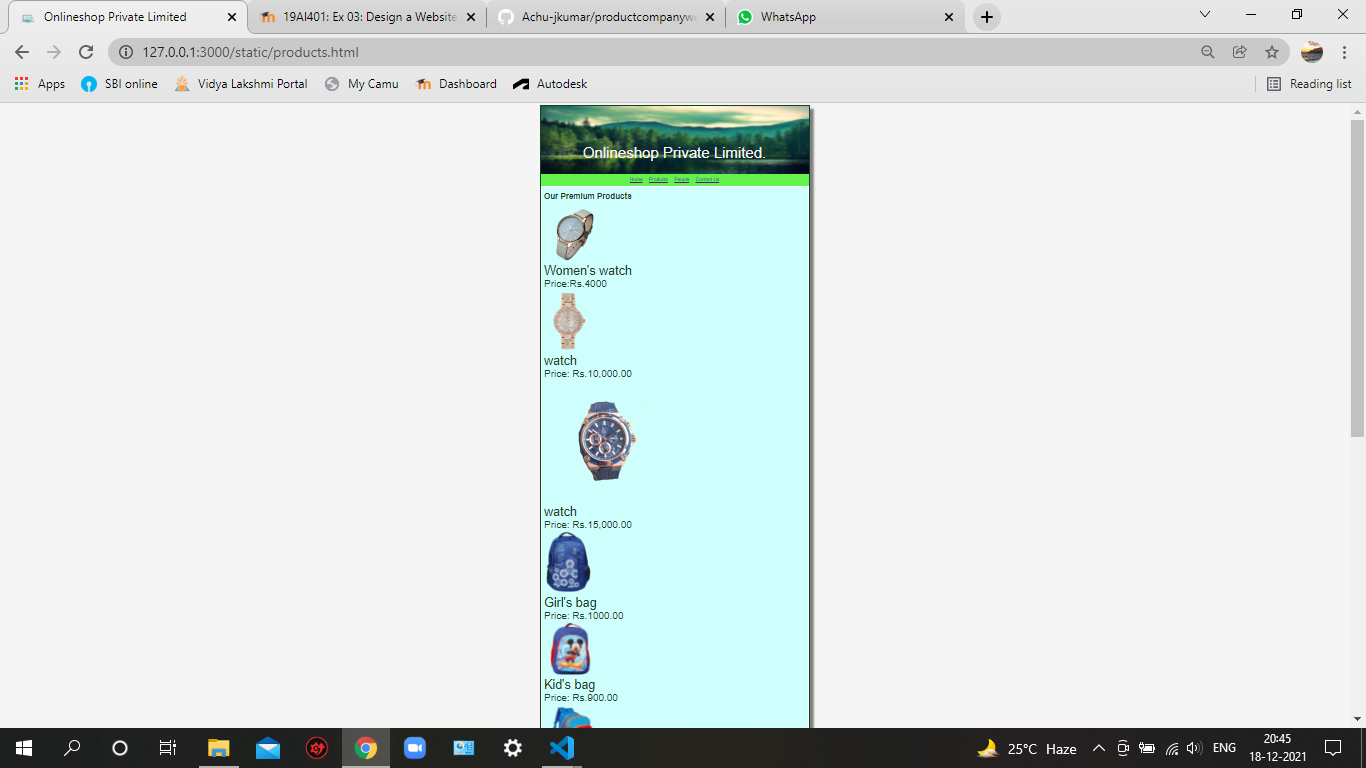 Onlineshop Private Limited
19AI401: Ex 03: Design a Website
Achu-jkumar/productcompanywe
WhatsApp
127.0.0.1:3000/static/products.html
Apps
SBI online
Vidya Lakshmi Portal
My Camu
Dashboard
Autodesk
Reading list
Onlineshop Private Limited.
Home Products People Contact Us
Our Premium Products
Women's watch
Price:Rs.4000
watch
Price: Rs.10,000.00
watch
Price: Rs.15,000.00
Girl's bag
Price: Rs.1000.00
Kid's bag
Price: Rs.900.00
25°C Haze
ENG
20:45
18-12-2021